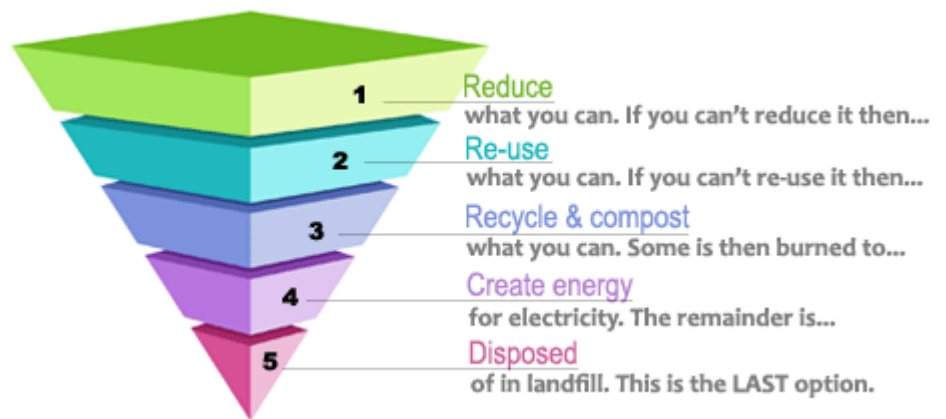 1
Reduce
what you can. If you can't reduce it then...
2
Re-use
what you can. If you can't re-use it then...
3
Recycle & compost
what you can. Some is then burned to...
4
Create energy
for electricity. The remainder is...
5
Disposed
of in landfill. This is the LAST option.